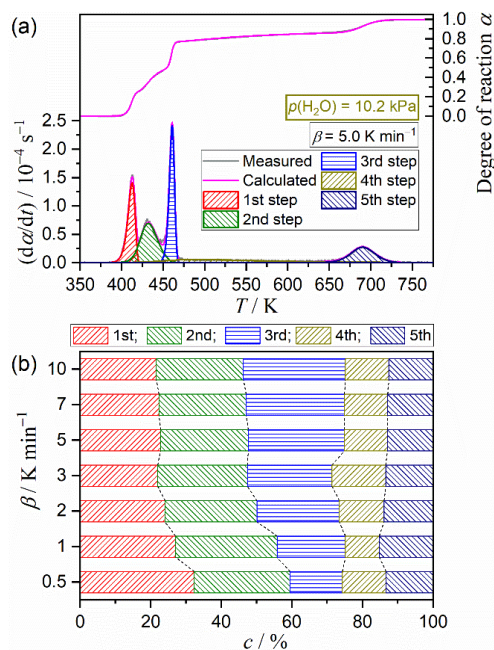 (a)
1.0
0.8
0.6
0.4
0.2
0.0
Degree of reaction α
p(H₂O) = 10.2 kPa
β = 5.0 K min⁻¹
2.5
2.0
1.5
1.0
0.5
0.0
(dα/dt) / 10⁻⁴ s⁻¹
Measured
Calculated
1st step
2nd step
3rd step
4th step
5th step
350 400 450 500 550 600 650 700 750
T / K
1st; 2nd; 3rd; 4th; 5th
(b)
10
7
5
3
2
1
0.5
β / K min⁻¹
0 20 40 60 80 100
c / %